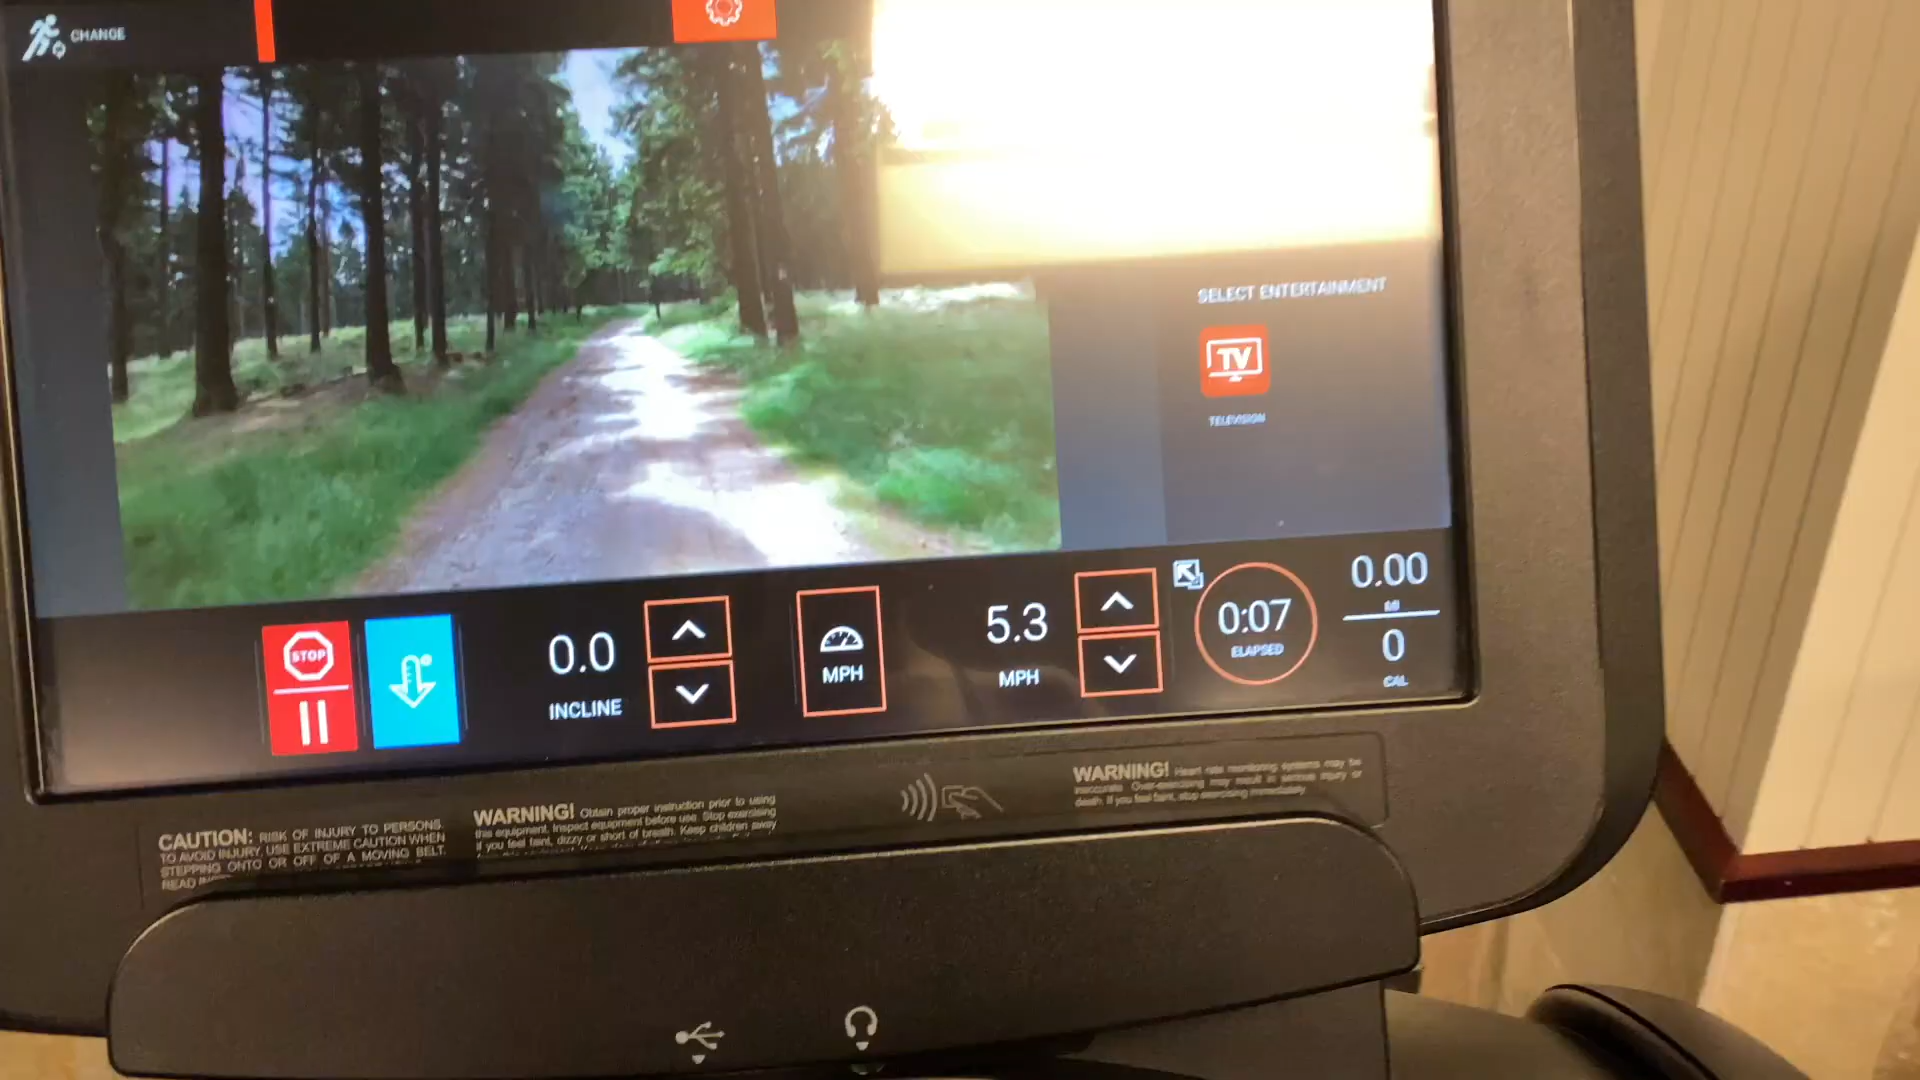 CHANGE
SELECT ENTERTAINMENT
TV
TELEVISION
STOP
0.0
INCLINE
MPH
5.3
MPH
0:07
ELAPSED
0.00
MI
0
CAL
CAUTION: RISK OF INJURY TO PERSONS.
TO AVOID INJURY, USE EXTREME CAUTION WHEN
STEPPING ONTO OR OFF OF A MOVING BELT.
READ
WARNING! Obtain proper instruction prior to using
this equipment. Inspect equipment before use. Stop exercising
if you feel faint, dizzy or short of breath. Keep children away
WARNING! Heart rate monitoring systems may be
inaccurate. Over-exercising may result in serious injury or
death. If you feel faint, stop exercising immediately.